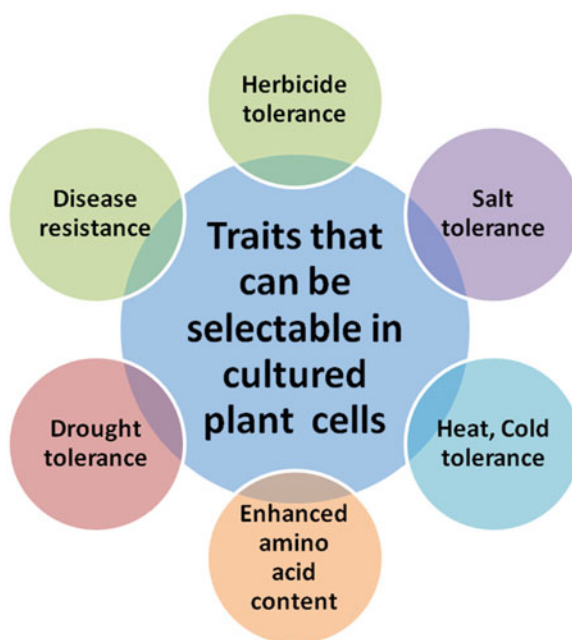 Herbicide
tolerance
Disease
resistance
Salt
tolerance
Traits that
can be
selectable in
cultured
plant cells
Drought
tolerance
Heat, Cold
tolerance
Enhanced
amino
acid
content